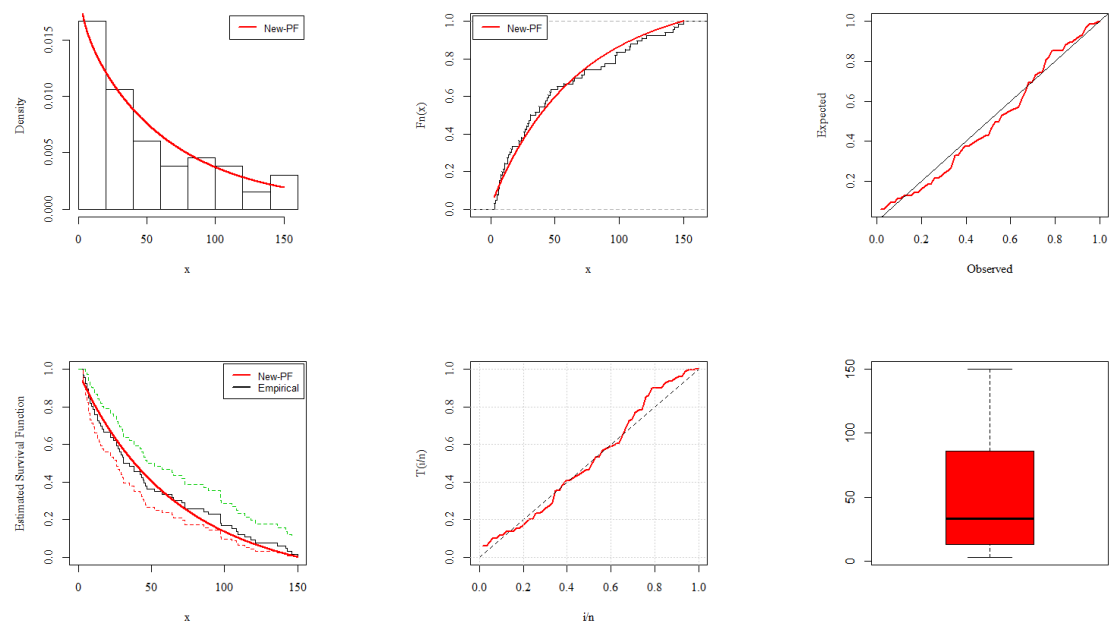 New-PF
Density
0.000 0.005 0.010 0.015
0 50 100 150
x
New-PF
Fn(x)
0.0 0.2 0.4 0.6 0.8 1.0
0 50 100 150
x
Expected
0.2 0.4 0.6 0.8 1.0
0.0 0.2 0.4 0.6 0.8 1.0
Observed
New-PF
Empirical
Estimated Survival Function
0.0 0.2 0.4 0.6 0.8 1.0
0 50 100 150
x
T(i/n)
0.0 0.2 0.4 0.6 0.8 1.0
0.0 0.2 0.4 0.6 0.8 1.0
i/n
0 50 100 150